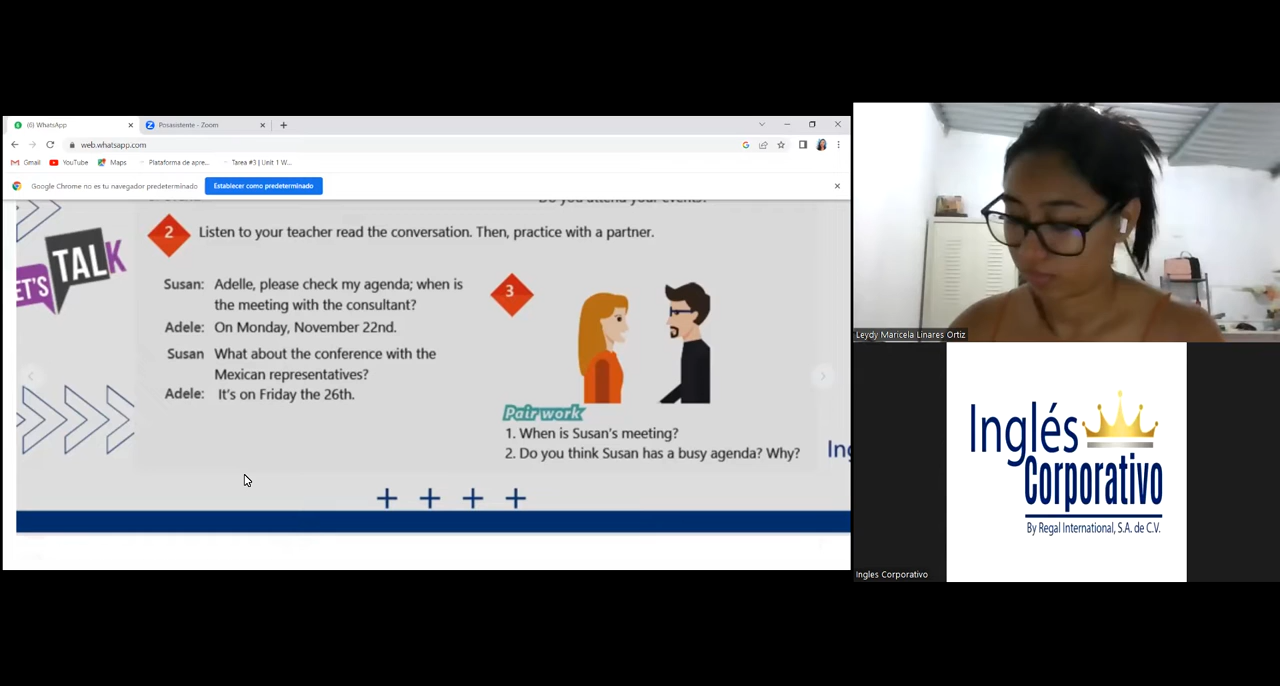 (6) WhatsApp
Posasistente - Zoom
web.whatsapp.com
Gmail
YouTube
Maps
Plataforma de apre...
Tarea #3 | Unit 1 W...
Google Chrome no es tu navegador predeterminado
Establecer como predeterminado
Do you attend your events?
LET'S TALK
2
Listen to your teacher read the conversation. Then, practice with a partner.
Susan: Adelle, please check my agenda; when is
the meeting with the consultant?
Adele: On Monday, November 22nd.
Susan What about the conference with the
Mexican representatives?
Adele: It's on Friday the 26th.
3
Pair work
1. When is Susan's meeting?
2. Do you think Susan has a busy agenda? Why?
Ing
Leydy Maricela Linares Ortiz
Inglés
Corporativo
By Regal International, S.A. de C.V.
Ingles Corporativo